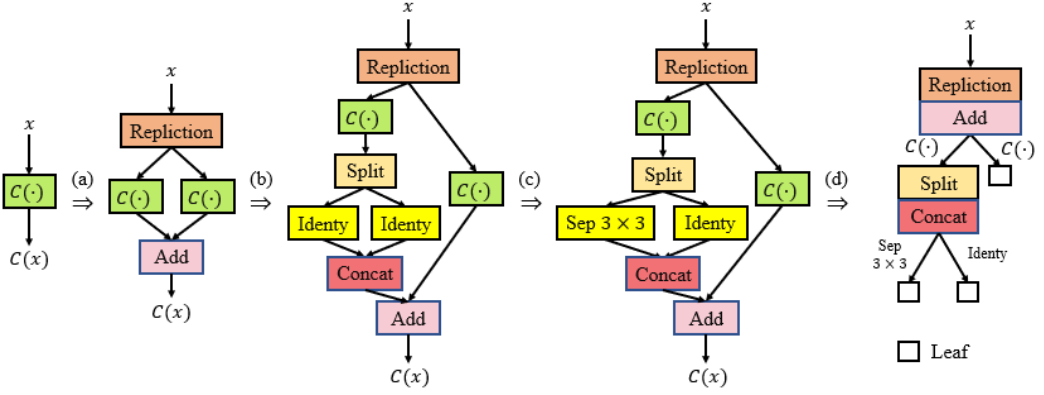 x
C(·)
C(x)
(a)
⇒
x
Repliction
C(·) C(·)
Add
C(x)
(b)
⇒
x
Repliction
C(·)
Split
C(·)
Identy Identy
Concat
Add
C(x)
(c)
⇒
x
Repliction
C(·)
Split
C(·)
Sep 3 × 3 Identy
Concat
Add
C(x)
(d)
⇒
x
Repliction
Add
C(·) C(·)
Split
Concat
Sep
3 × 3
Identy
Leaf